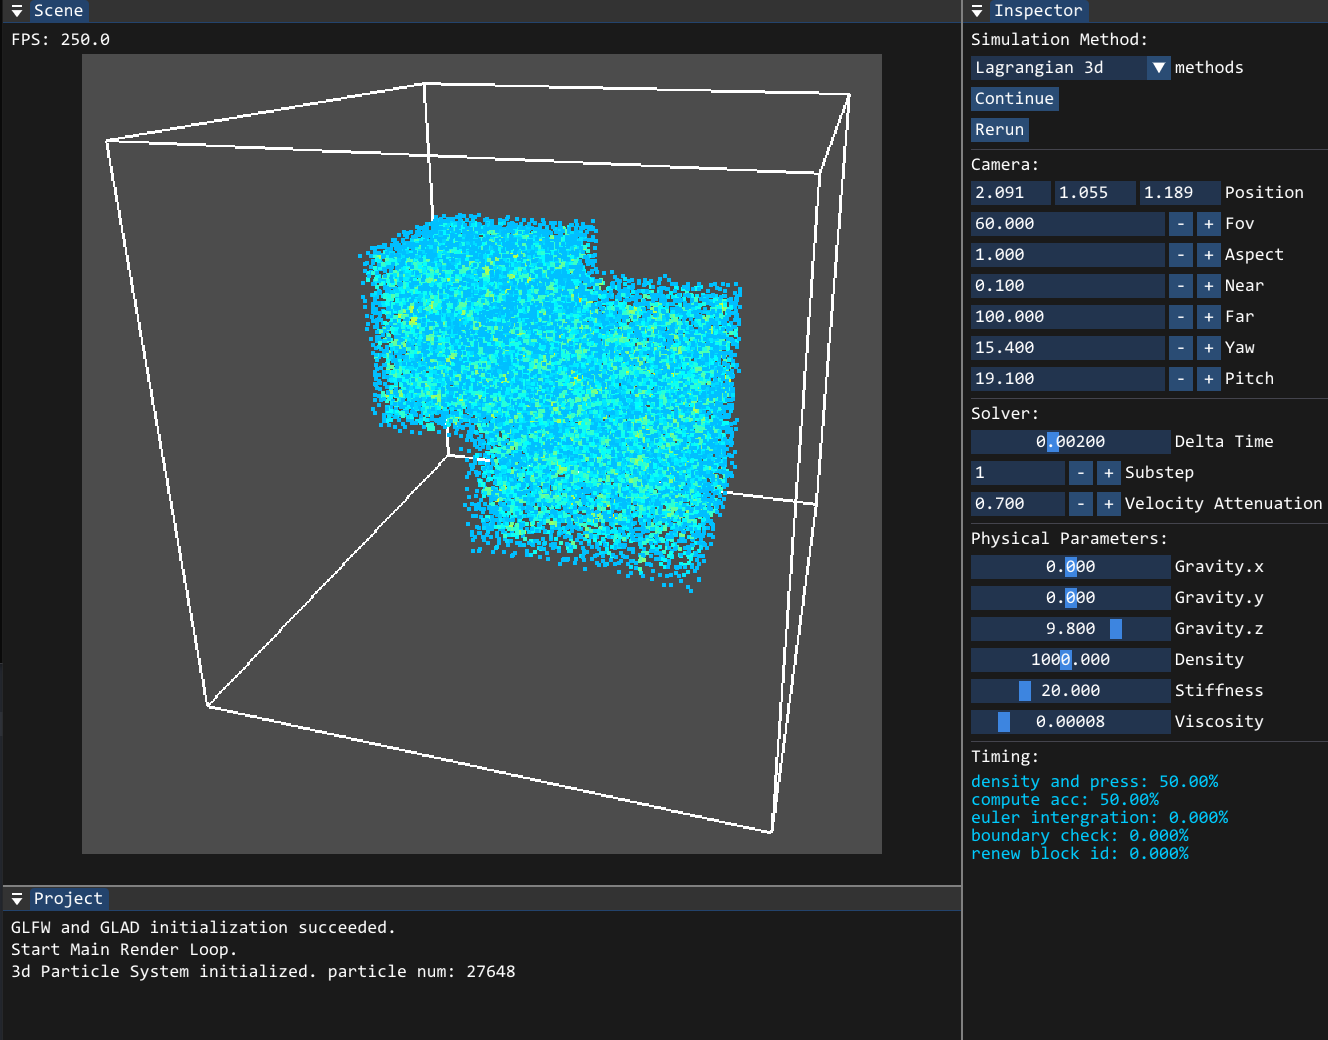 Scene
FPS: 250.0
Inspector
Simulation Method:
Lagrangian 3d methods
Continue
Rerun
Camera:
2.091 1.055 1.189 Position
60.000 - + Fov
1.000 - + Aspect
0.100 - + Near
100.000 - + Far
15.400 - + Yaw
19.100 - + Pitch
Solver:
0.00200 Delta Time
1 - + Substep
0.700 - + Velocity Attenuation
Physical Parameters:
0.000 Gravity.x
0.000 Gravity.y
9.800 Gravity.z
1000.000 Density
20.000 Stiffness
0.00008 Viscosity
Timing:
density and press: 50.00%
compute acc: 50.00%
euler intergration: 0.000%
boundary check: 0.000%
renew block id: 0.000%
Project
GLFW and GLAD initialization succeeded.
Start Main Render Loop.
3d Particle System initialized. particle num: 27648